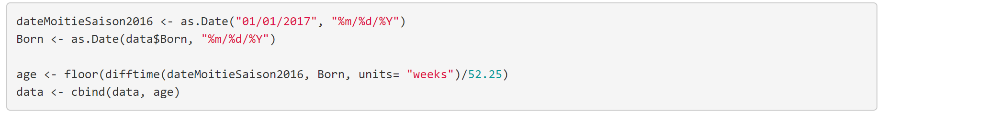 dateMoitieSaison2016 <- as.Date("01/01/2017", "%m/%d/%Y")
Born <- as.Date(data$Born, "%m/%d/%Y")
age <- floor(difftime(dateMoitieSaison2016, Born, units= "weeks")/52.25)
data <- cbind(data, age)